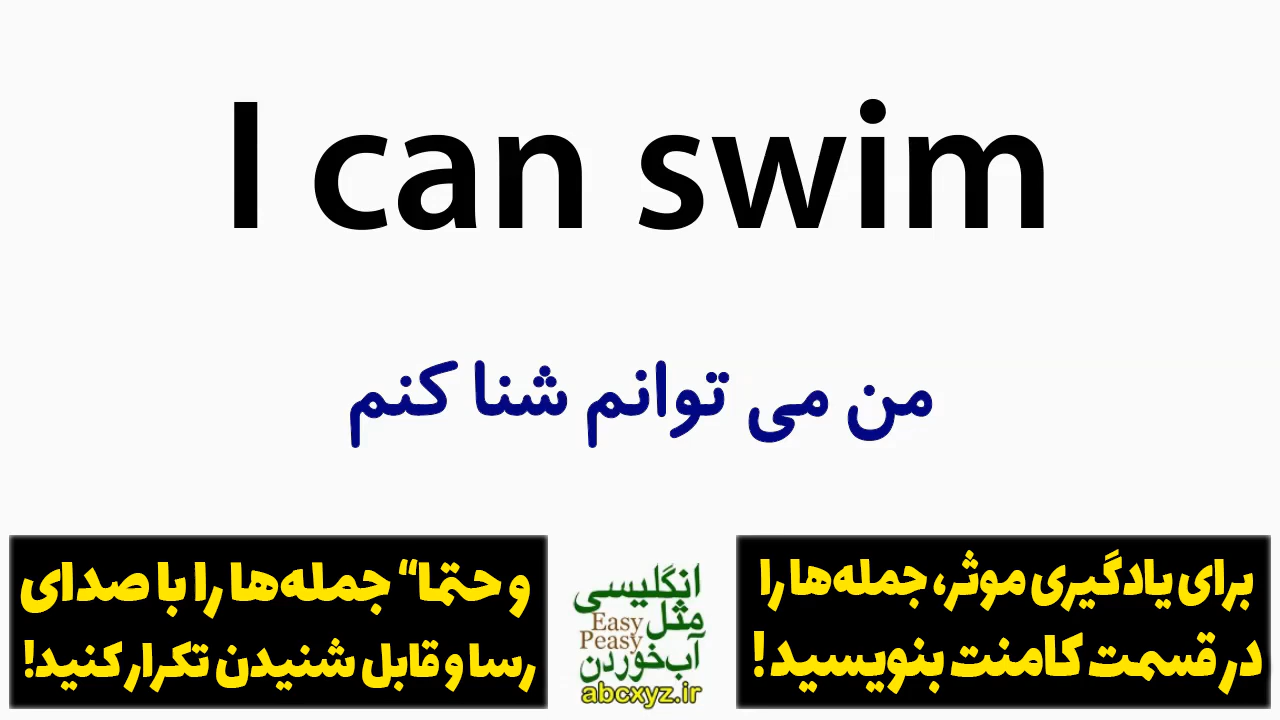 I can swim
من می توانم شنا کنم
برای یادگیری موثر، جمله‌ها را
در قسمت کامنت بنویسید!
و حتما“ جمله‌ها را با صدای
رسا و قابل شنیدن تکرار کنید!
انگلیسی
مثل
Easy
Peasy
آب‌خوردن
abcxyz.ir